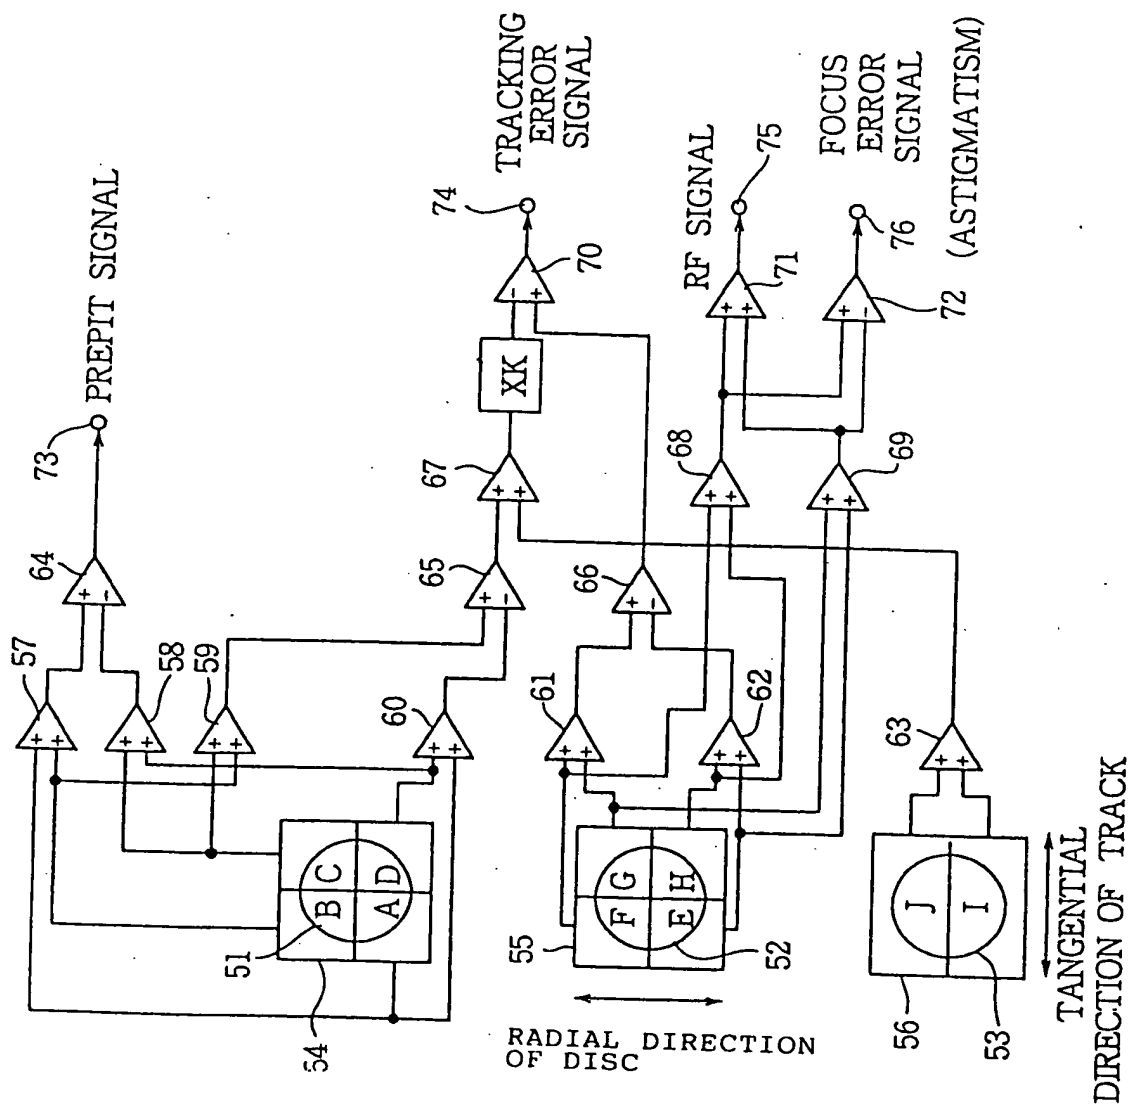 73
PREPIT SIGNAL
64
57
58
59
60
65
67
XK
74
TRACKING
ERROR
SIGNAL
70
61
62
66
68
69
RF SIGNAL
71
75
FOCUS
ERROR
SIGNAL
72
76
(ASTIGMATISM)
63
51
B
C
A
D
54
55
F
G
E
H
52
RADIAL DIRECTION
OF DISC
J
I
56
53
TANGENTIAL
DIRECTION OF TRACK
+
+
+
+
+
+
+
+
+
-
+
-
+
+
-
+
+
+
+
+
+
-
+
+
+
+
+
+
+
-
+
+